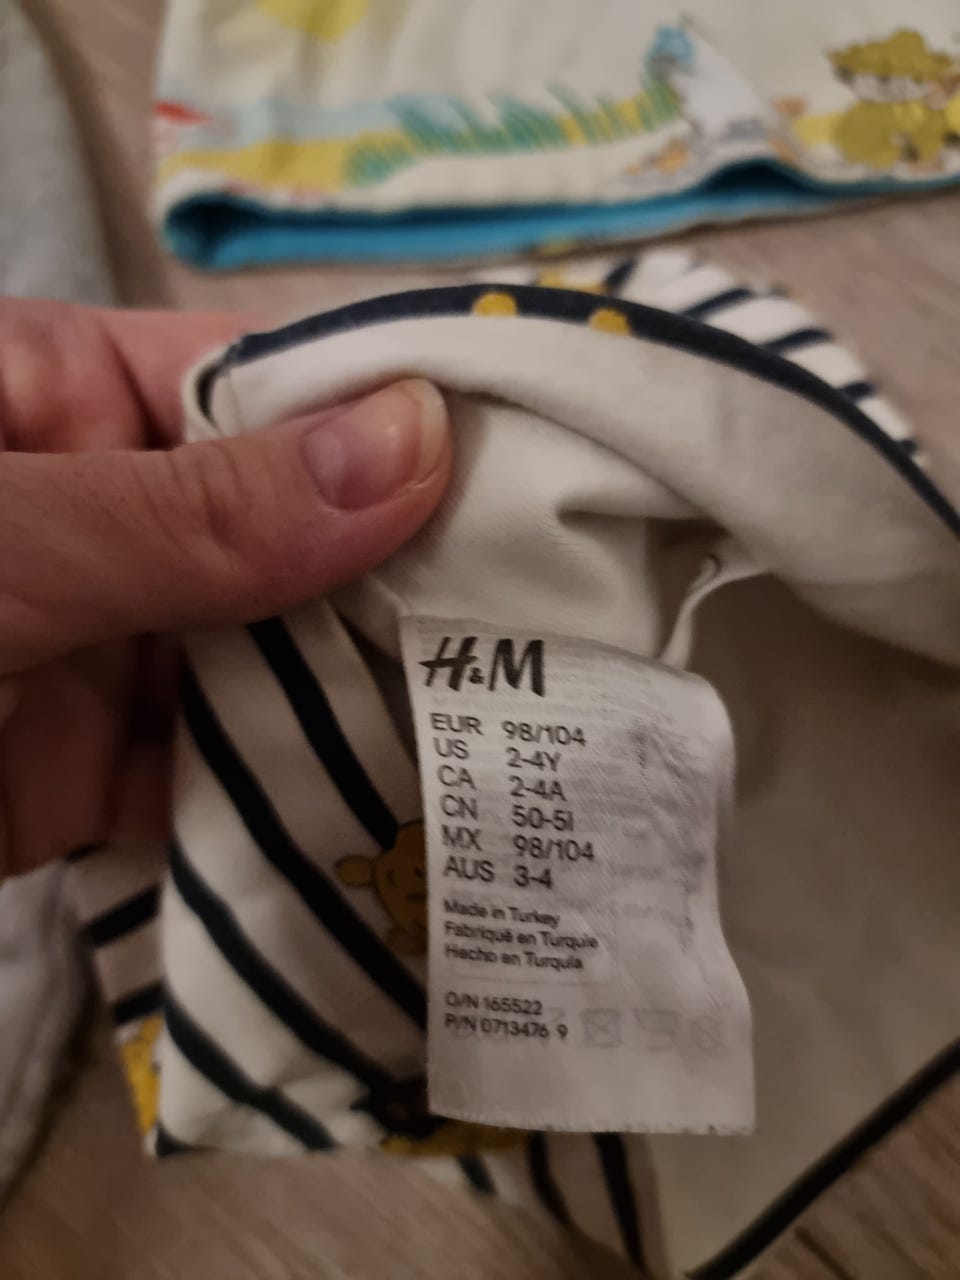 H&M
EUR 98/104
US 2-4Y
CA 2-4A
CN 50-51
MX 98/104
AUS 3-4
Made in Turkey
Fabriqué en Turquie
Hecho en Turquía
O/N 165522
P/N 0713476 9